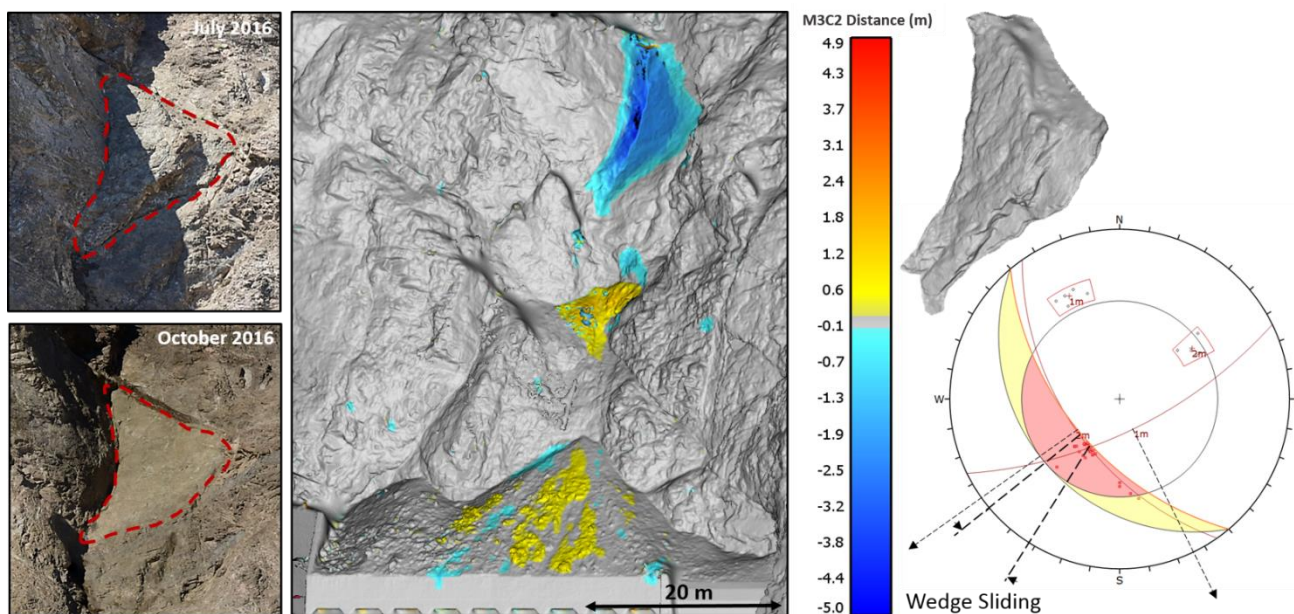 July 2016
October 2016
20 m
M3C2 Distance (m)
4.9
4.3
3.7
3.1
2.4
1.8
1.2
0.6
-0.1
-0.7
-1.3
-1.9
-2.5
-3.2
-3.8
-4.4
-5.0
N
1m
2m
W
E
2m
1m
S
Wedge Sliding